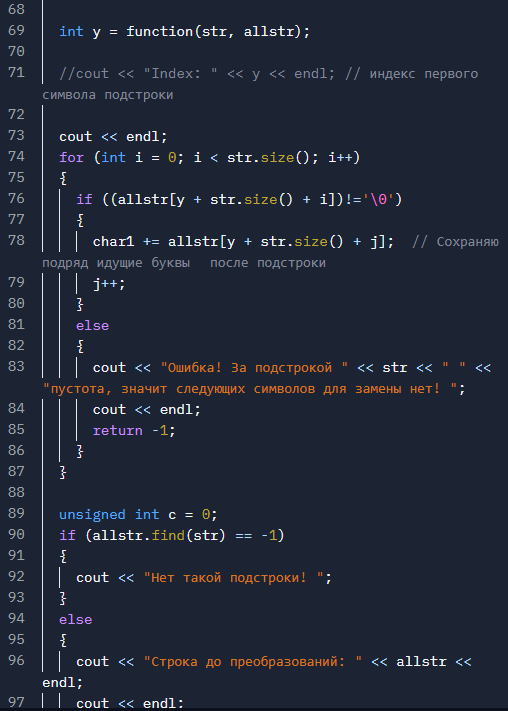 68
69 int y = function(str, allstr);
70
71 //cout << "Index: " << y << endl; // индекс первого
символа подстроки
72
73 cout << endl;
74 for (int i = 0; i < str.size(); i++)
75 {
76 if ((allstr[y + str.size() + i])!='\0')
77 {
78 char1 += allstr[y + str.size() + j]; // Сохраняю
подряд идущие буквы после подстроки
79 j++;
80 }
81 else
82 {
83 cout << "Ошибка! За подстрокой " << str << " " <<
"пустота, значит следующих символов для замены нет! ";
84 cout << endl;
85 return -1;
86 }
87 }
88
89 unsigned int c = 0;
90 if (allstr.find(str) == -1)
91 {
92 cout << "Нет такой подстроки! ";
93 }
94 else
95 {
96 cout << "Строка до преобразований: " << allstr <<
endl;
97 cout << endl;